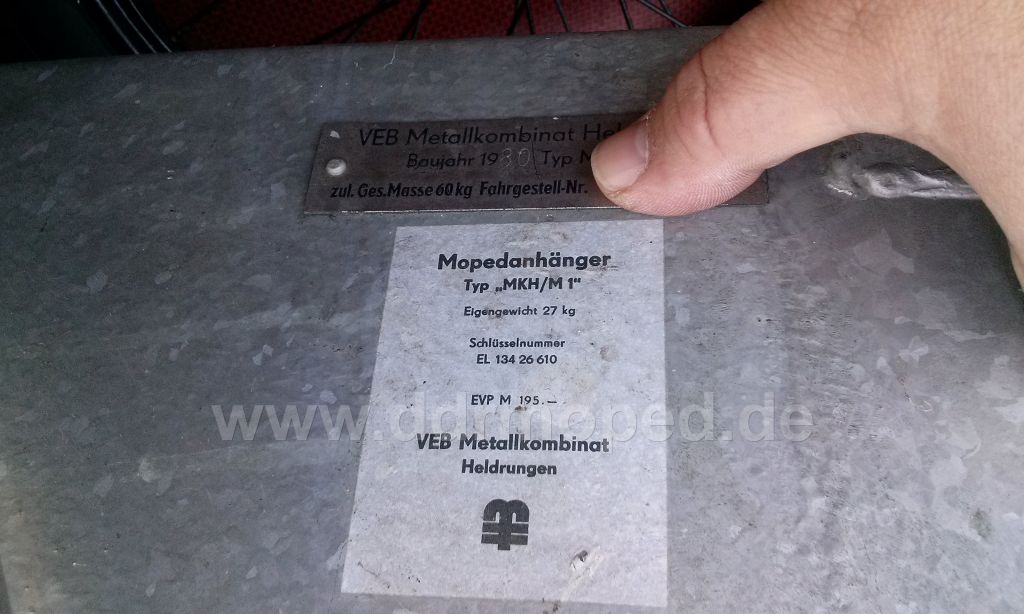 VEB Metallkombinat Hel
Baujahr 1980 Typ M
zul. Ges.Masse 60 kg Fahrgestell-Nr.
Mopedanhänger
Typ „MKH/M 1“
Eigengewicht 27 kg
Schlüsselnummer
EL 134 26 610
EVP M 195.—
www.ddrmoped.de
VEB Metallkombinat
Heldrungen